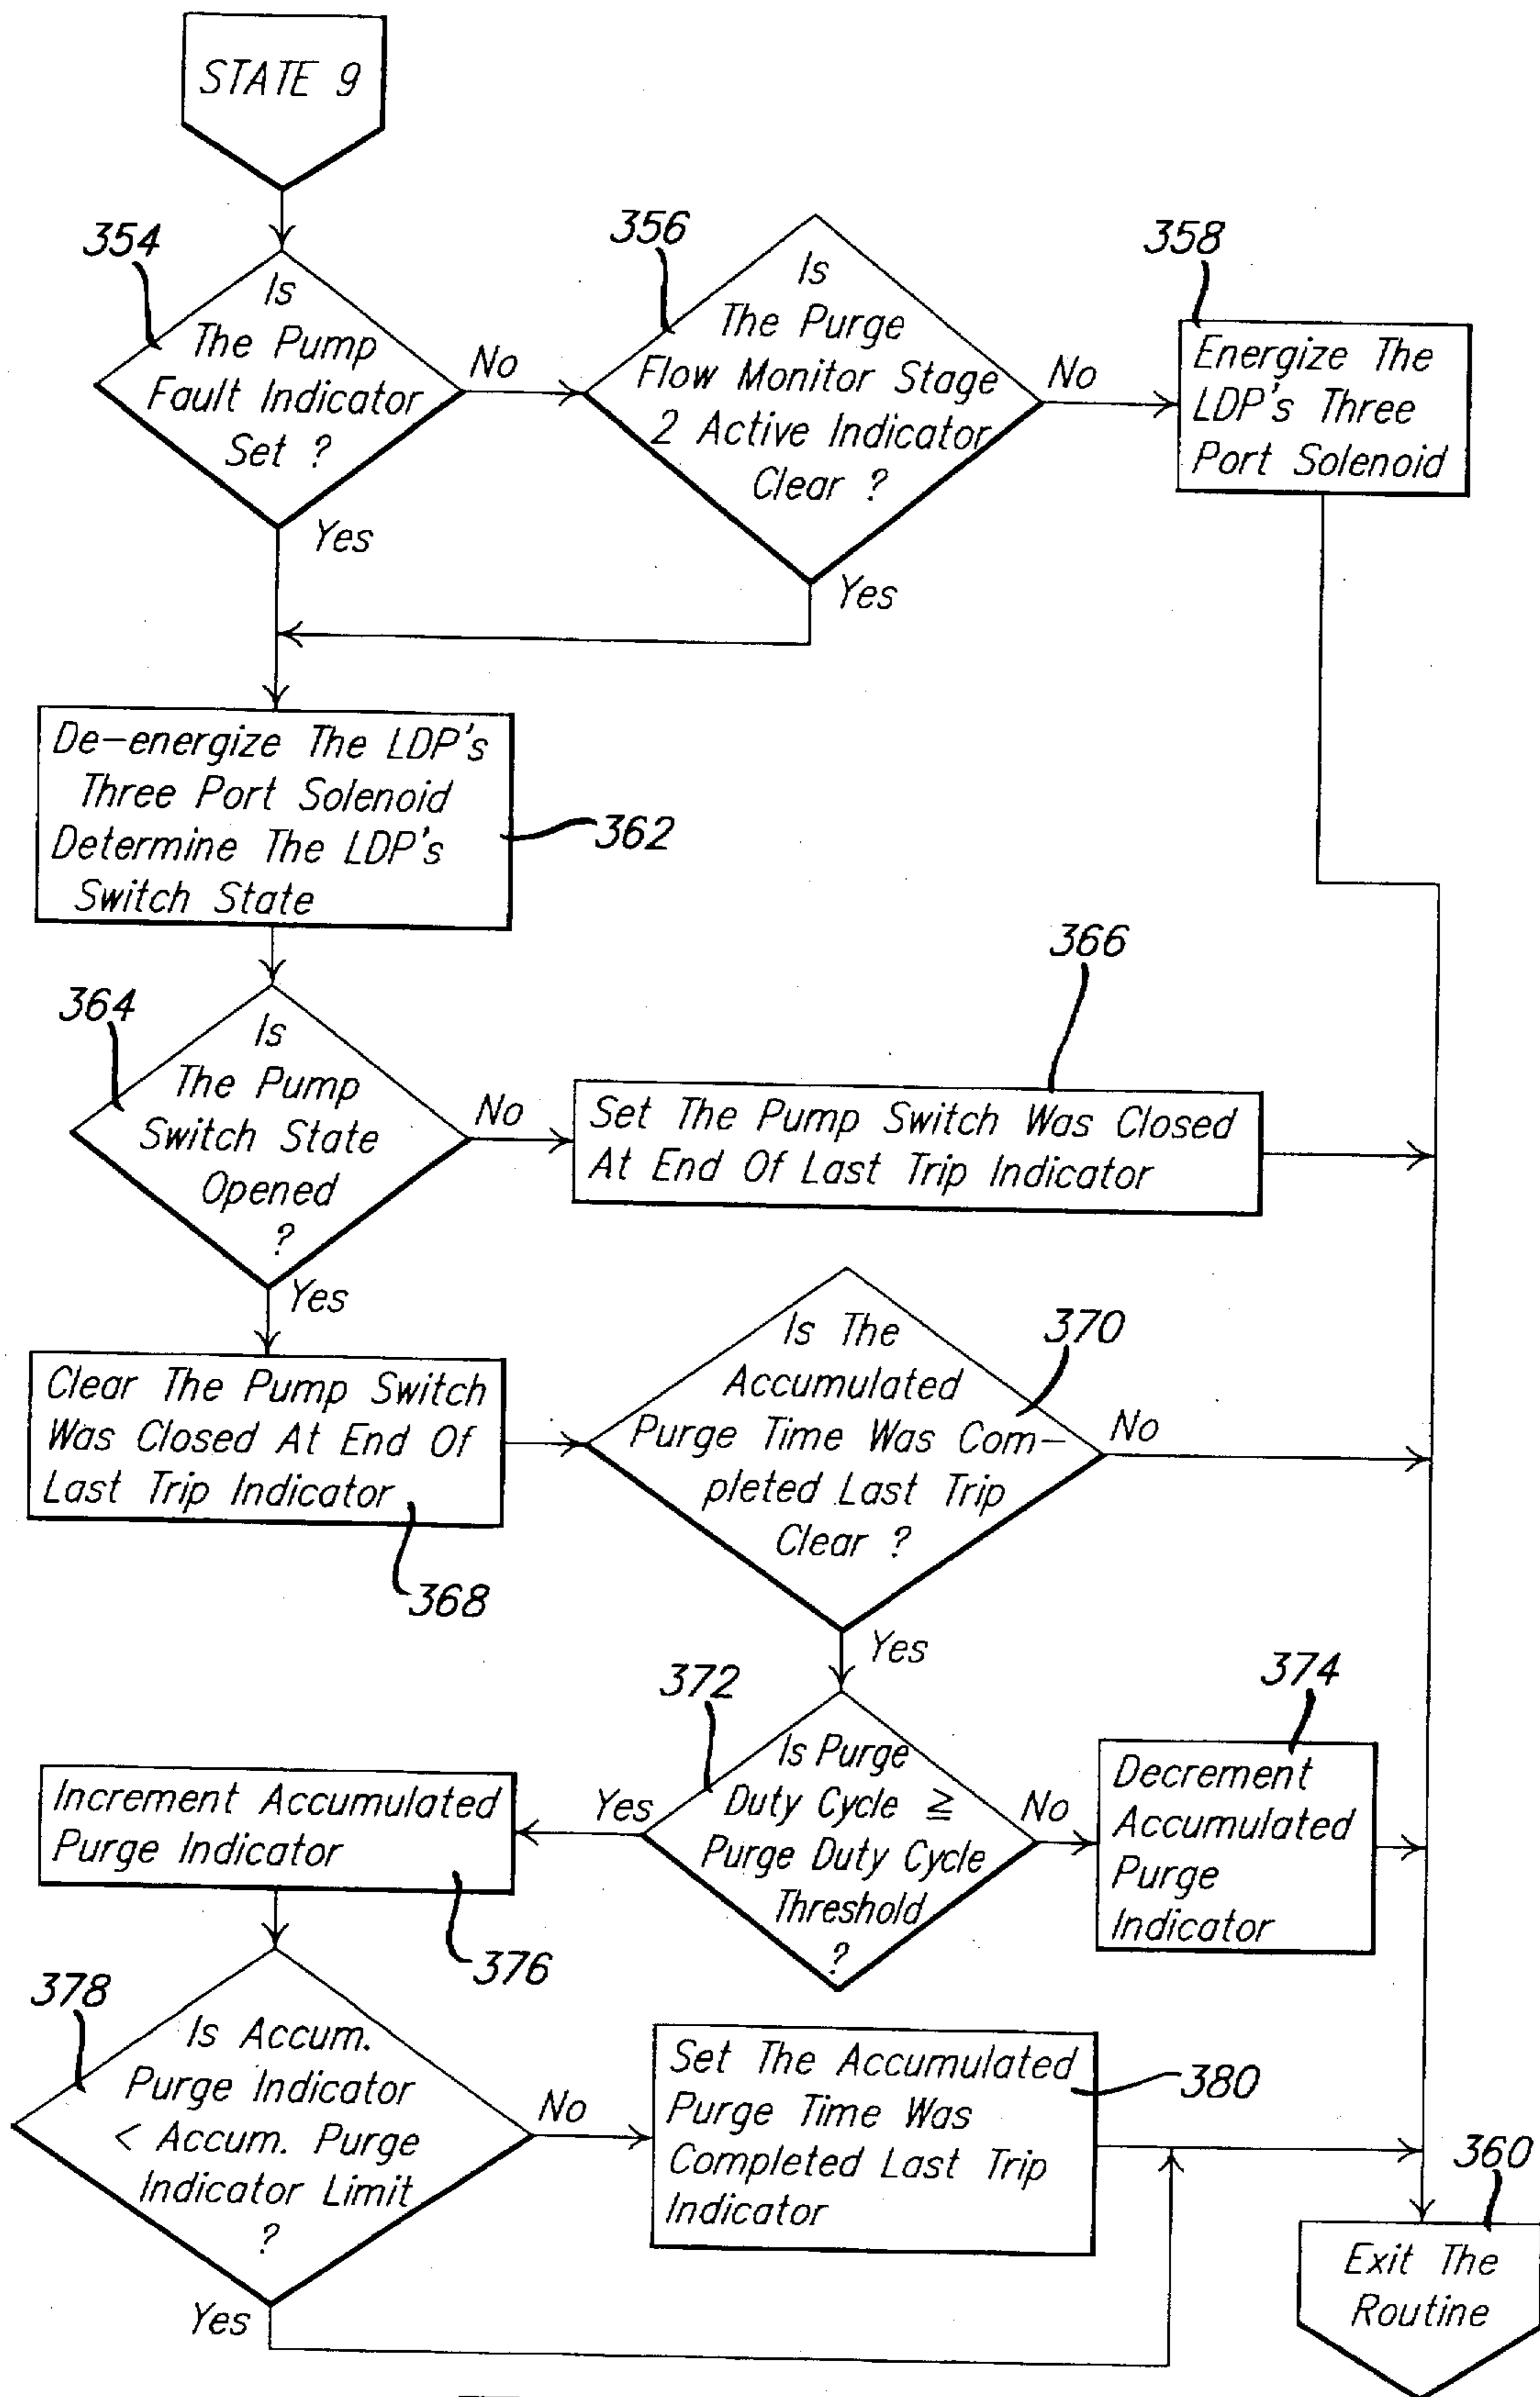 STATE 9
354
Is
The Pump
Fault Indicator
Set ?
No
Yes
356
Is
The Purge
Flow Monitor Stage
2 Active Indicator
Clear ?
No
Yes
358
Energize The
LDP's Three
Port Solenoid
De-energize The LDP's
Three Port Solenoid
Determine The LDP's
Switch State
362
364
Is
The Pump
Switch State
Opened
?
No
Yes
366
Set The Pump Switch Was Closed
At End Of Last Trip Indicator
Clear The Pump Switch
Was Closed At End Of
Last Trip Indicator
368
370
Is The
Accumulated
Purge Time Was Com-
pleted Last Trip
Clear ?
No
Yes
372
Is Purge
Duty Cycle ≧
Purge Duty Cycle
Threshold
?
Yes
No
374
Decrement
Accumulated
Purge
Indicator
Increment Accumulated
Purge Indicator
376
378
Is Accum.
Purge Indicator
< Accum. Purge
Indicator Limit
?
No
Yes
Set The Accumulated
Purge Time Was
Completed Last Trip
Indicator
380
360
Exit The
Routine